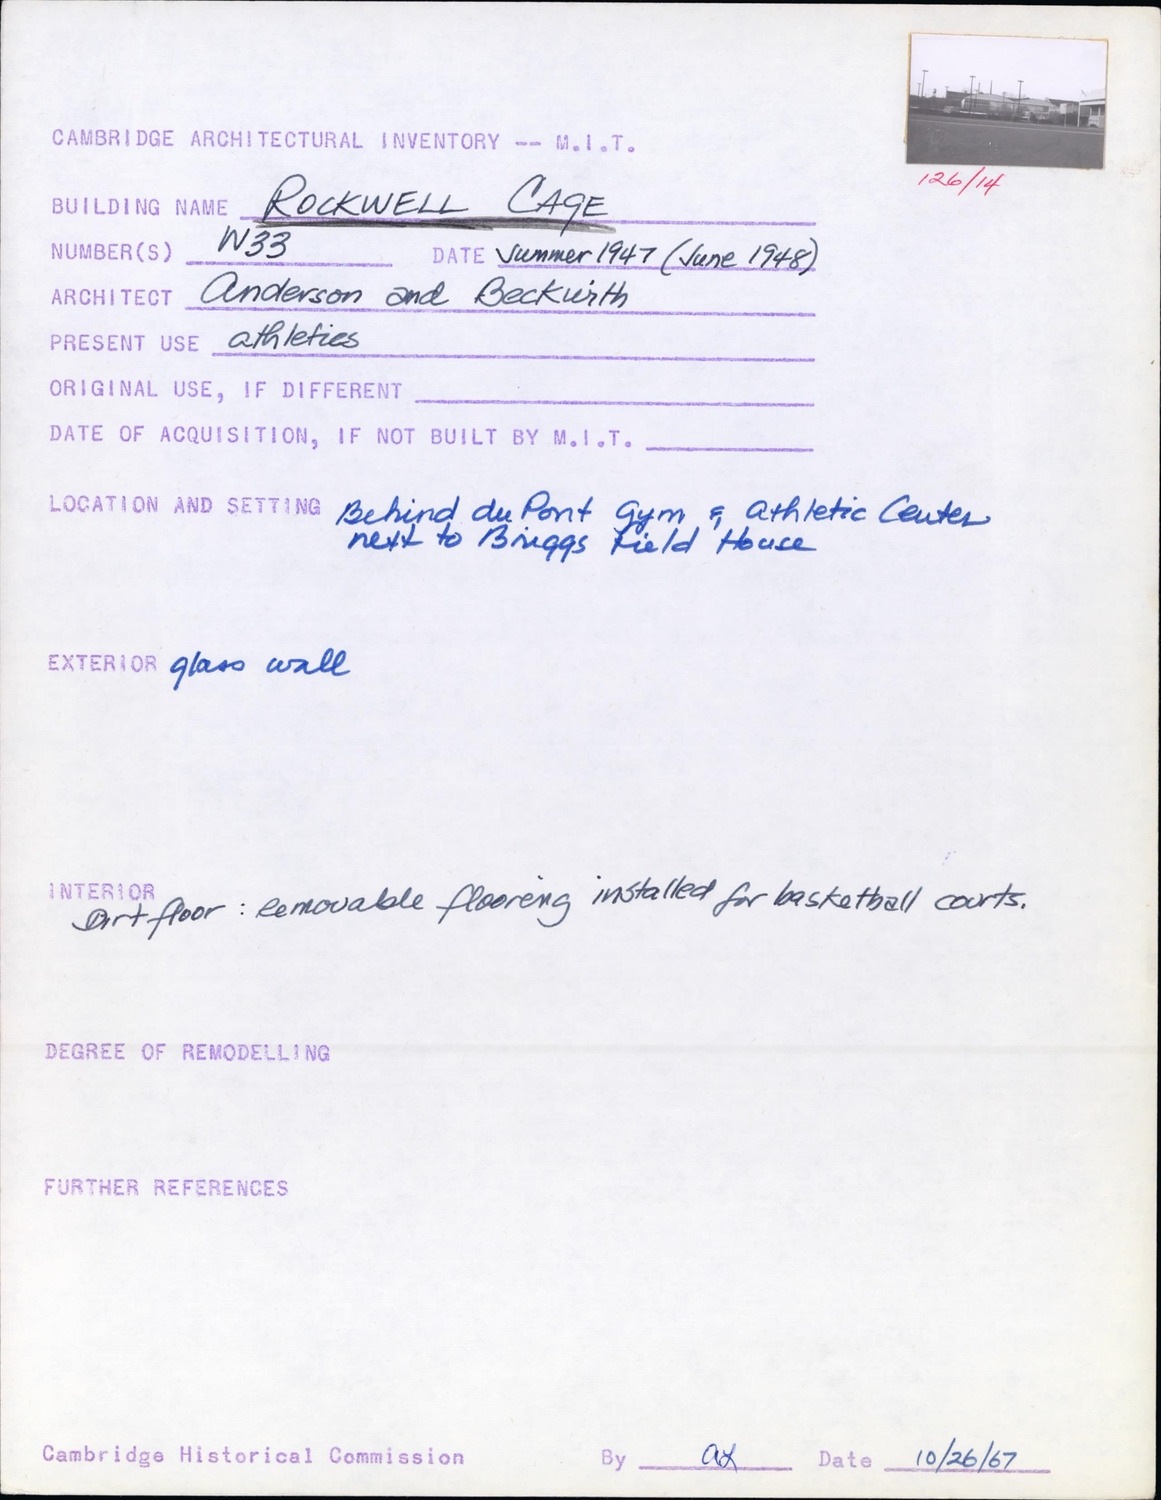 126/14
CAMBRIDGE ARCHITECTURAL INVENTORY -- M.I.T.
BUILDING NAME ROCKWELL CAGE
NUMBER(S) W33 DATE Summer 1947 (June 1948)
ARCHITECT Anderson and Beckwith
PRESENT USE athletics
ORIGINAL USE, IF DIFFERENT
DATE OF ACQUISITION, IF NOT BUILT BY M.I.T.
LOCATION AND SETTING Behind du Pont Gym & Athletic Center
next to Briggs Field House
EXTERIOR glass wall
INTERIOR
Dirt floor: removable flooring installed for basketball courts.
DEGREE OF REMODELLING
FURTHER REFERENCES
Cambridge Historical Commission By Date 10/26/67